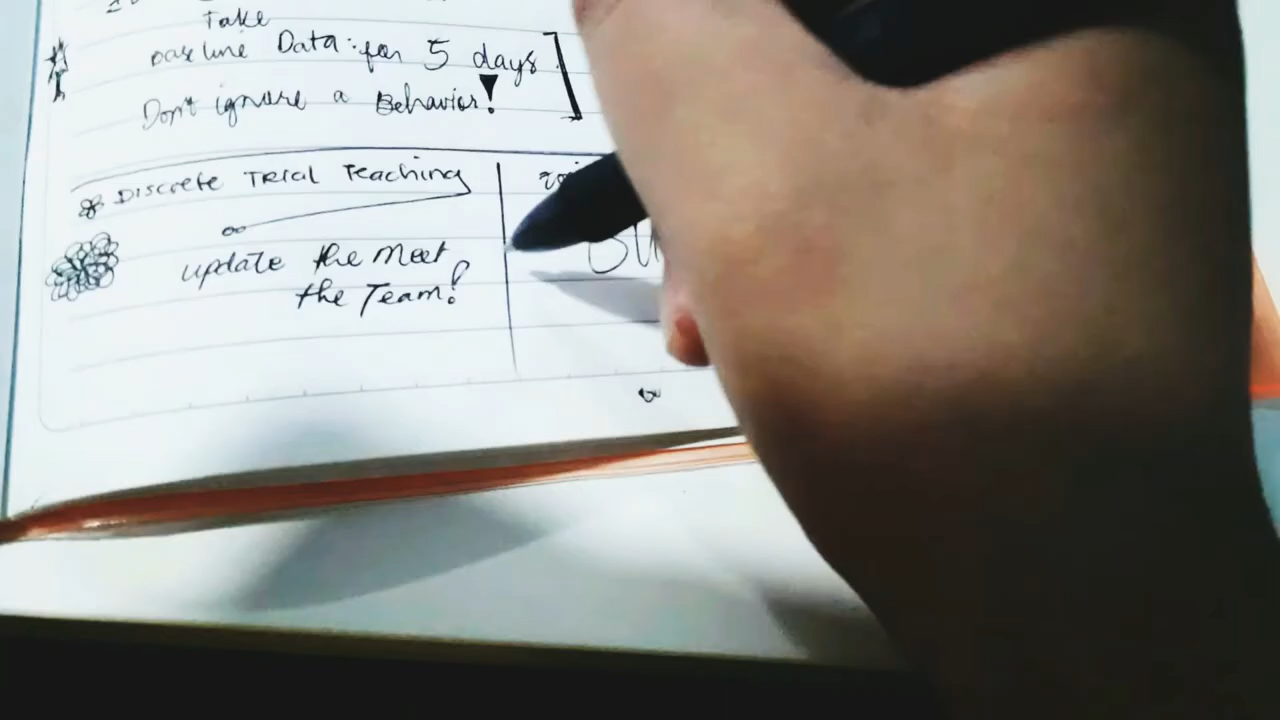 Take
baseline Data: for 5 days
Don't ignore a Behavior!
Discrete Trial Teaching
update the Meet
the Team!